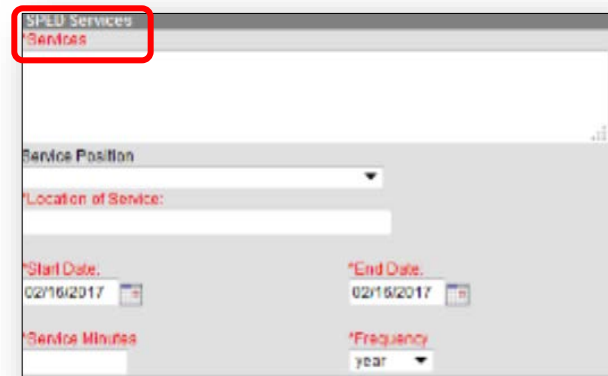 SPED Services
*Services
Service Position
*Location of Service:
*Start Date: *End Date:
02/16/2017 02/16/2017
*Service Minutes *Frequency
year